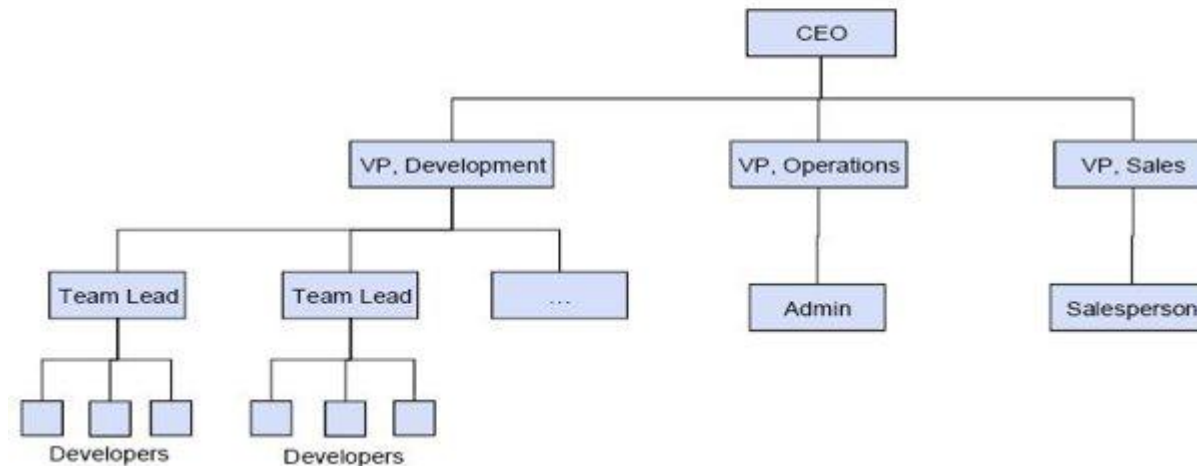 CEO
VP, Development
VP, Operations
VP, Sales
Team Lead
Team Lead
...
Admin
Salesperson
Developers
Developers